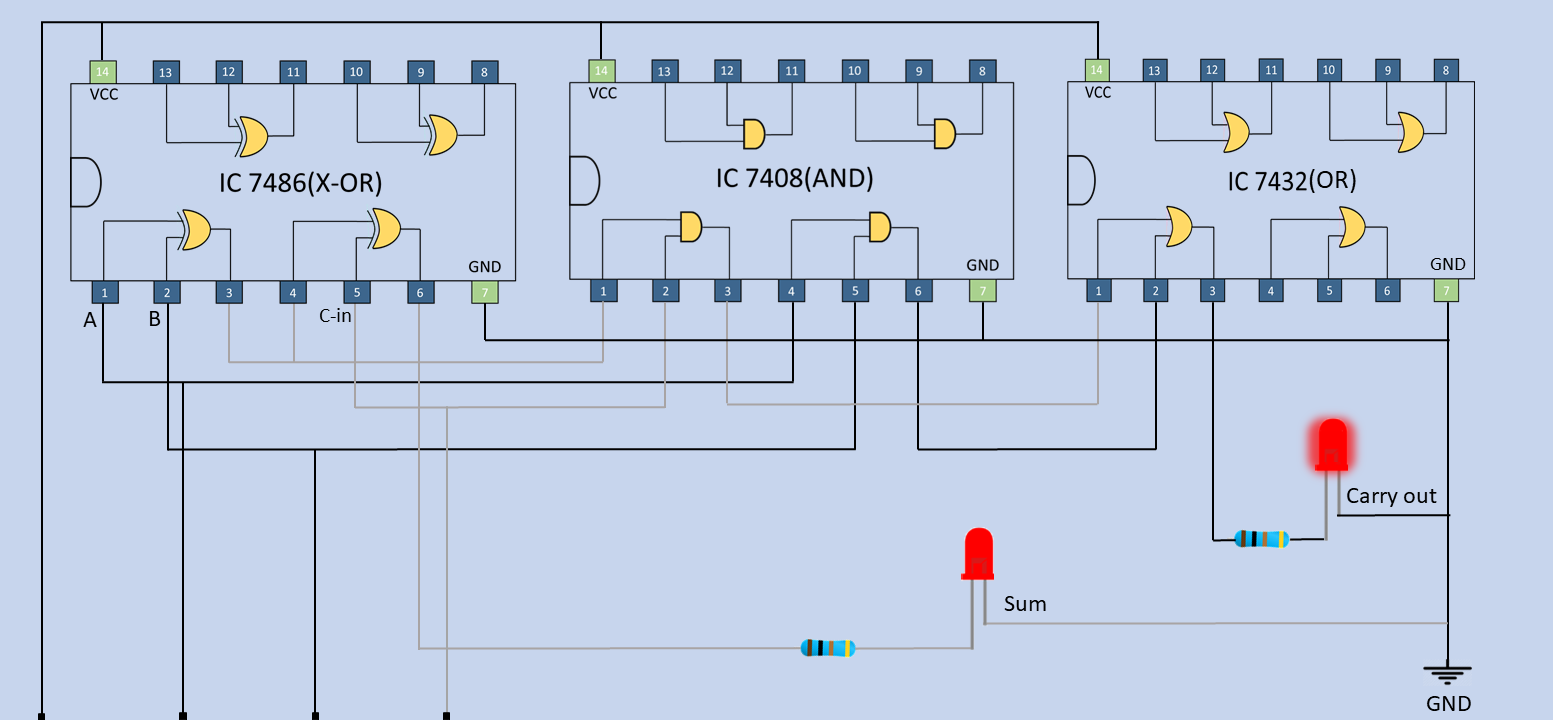 14 13 12 11 10 9 8
VCC
IC 7486(X-OR)
GND
1 2 3 4 5 6 7
A B C-in
14 13 12 11 10 9 8
VCC
IC 7408(AND)
GND
1 2 3 4 5 6 7
14 13 12 11 10 9 8
VCC
IC 7432(OR)
GND
1 2 3 4 5 6 7
Carry out
Sum
GND